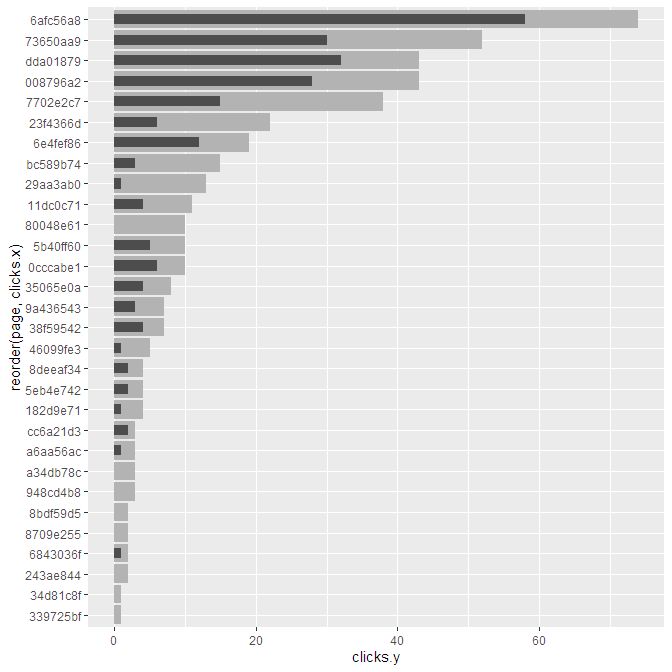 6afc56a8
73650aa9
dda01879
008796a2
7702e2c7
23f4366d
6e4fef86
bc589b74
29aa3ab0
11dc0c71
80048e61
5b40ff60
0cccabe1
35065e0a
9a436543
38f59542
46099fe3
8deeaf34
5eb4e742
182d9e71
cc6a21d3
a6aa56ac
a34db78c
948cd4b8
8bdf59d5
8709e255
6843036f
243ae844
34d81c8f
339725bf
reorder(page, clicks.x)
0 20 40 60
clicks.y